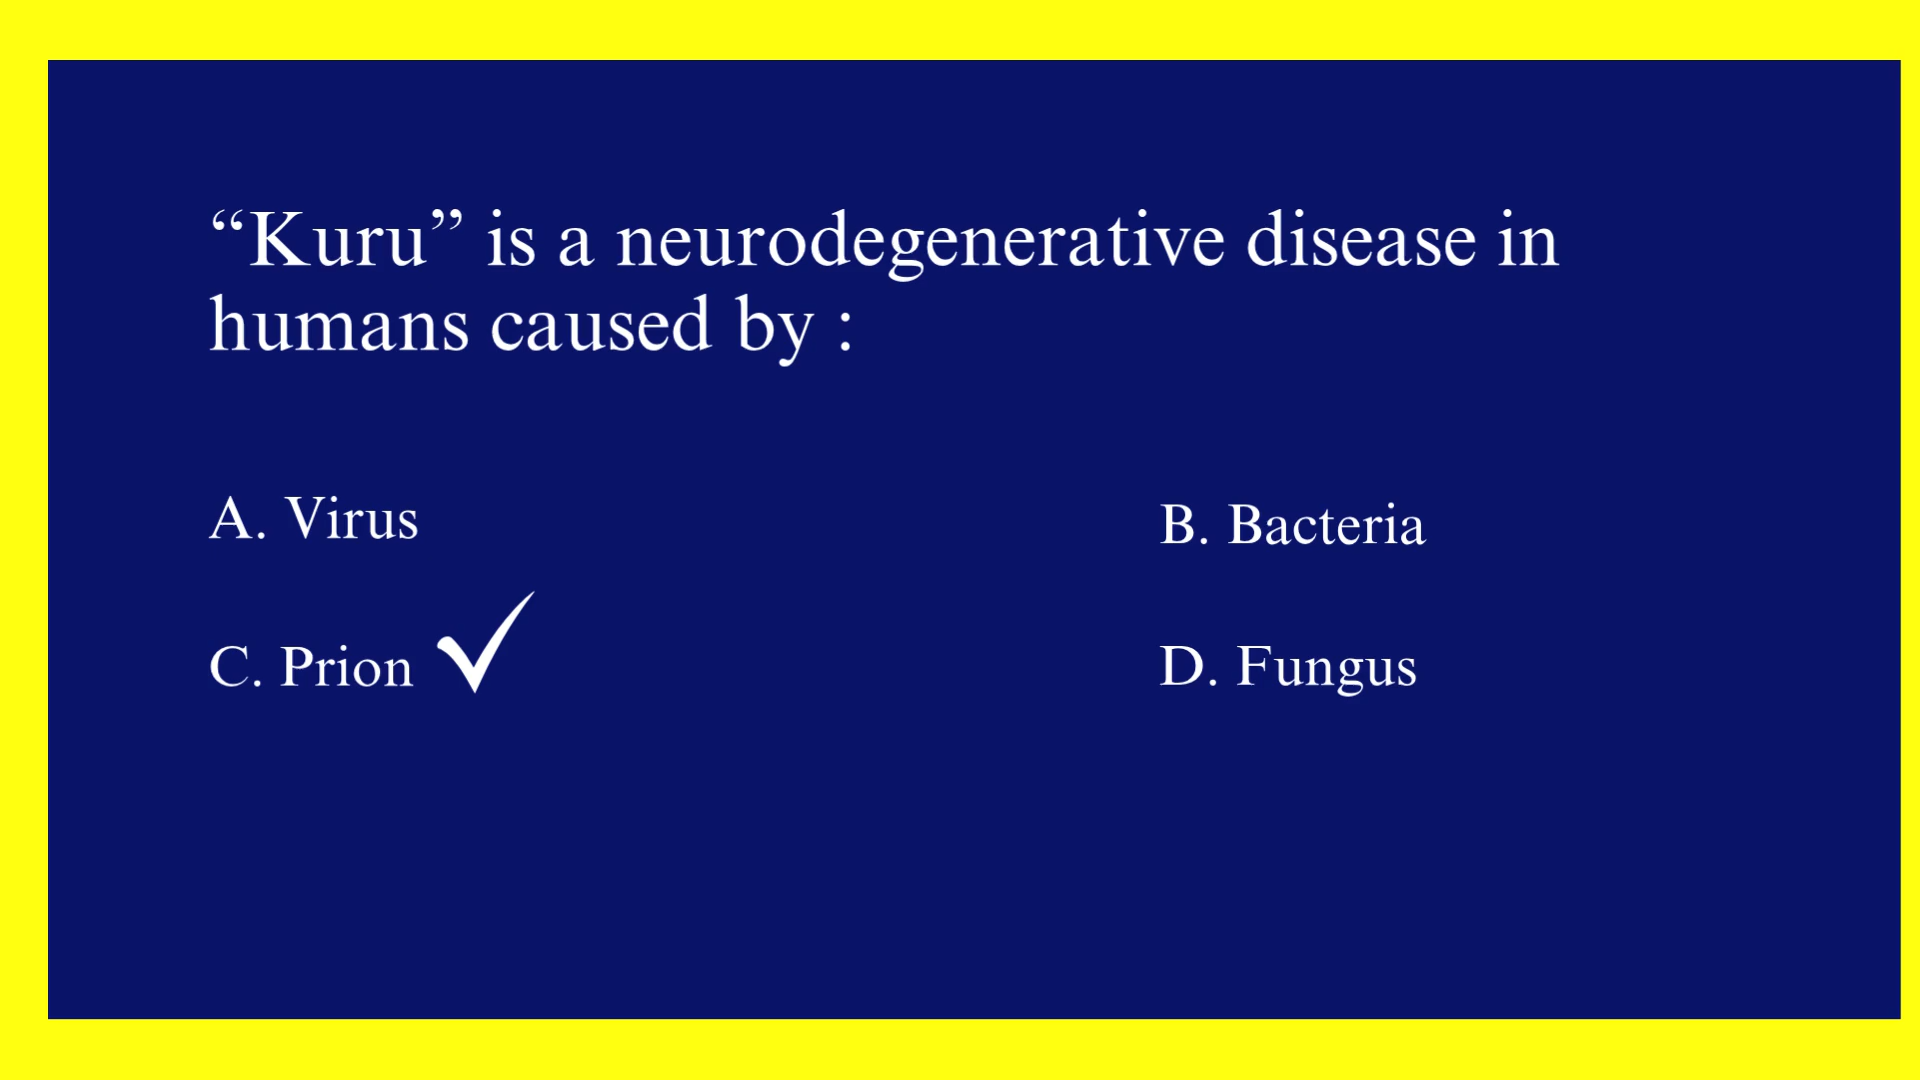 “Kuru” is a neurodegenerative disease in
humans caused by :
A. Virus
B. Bacteria
C. Prion ✓
D. Fungus